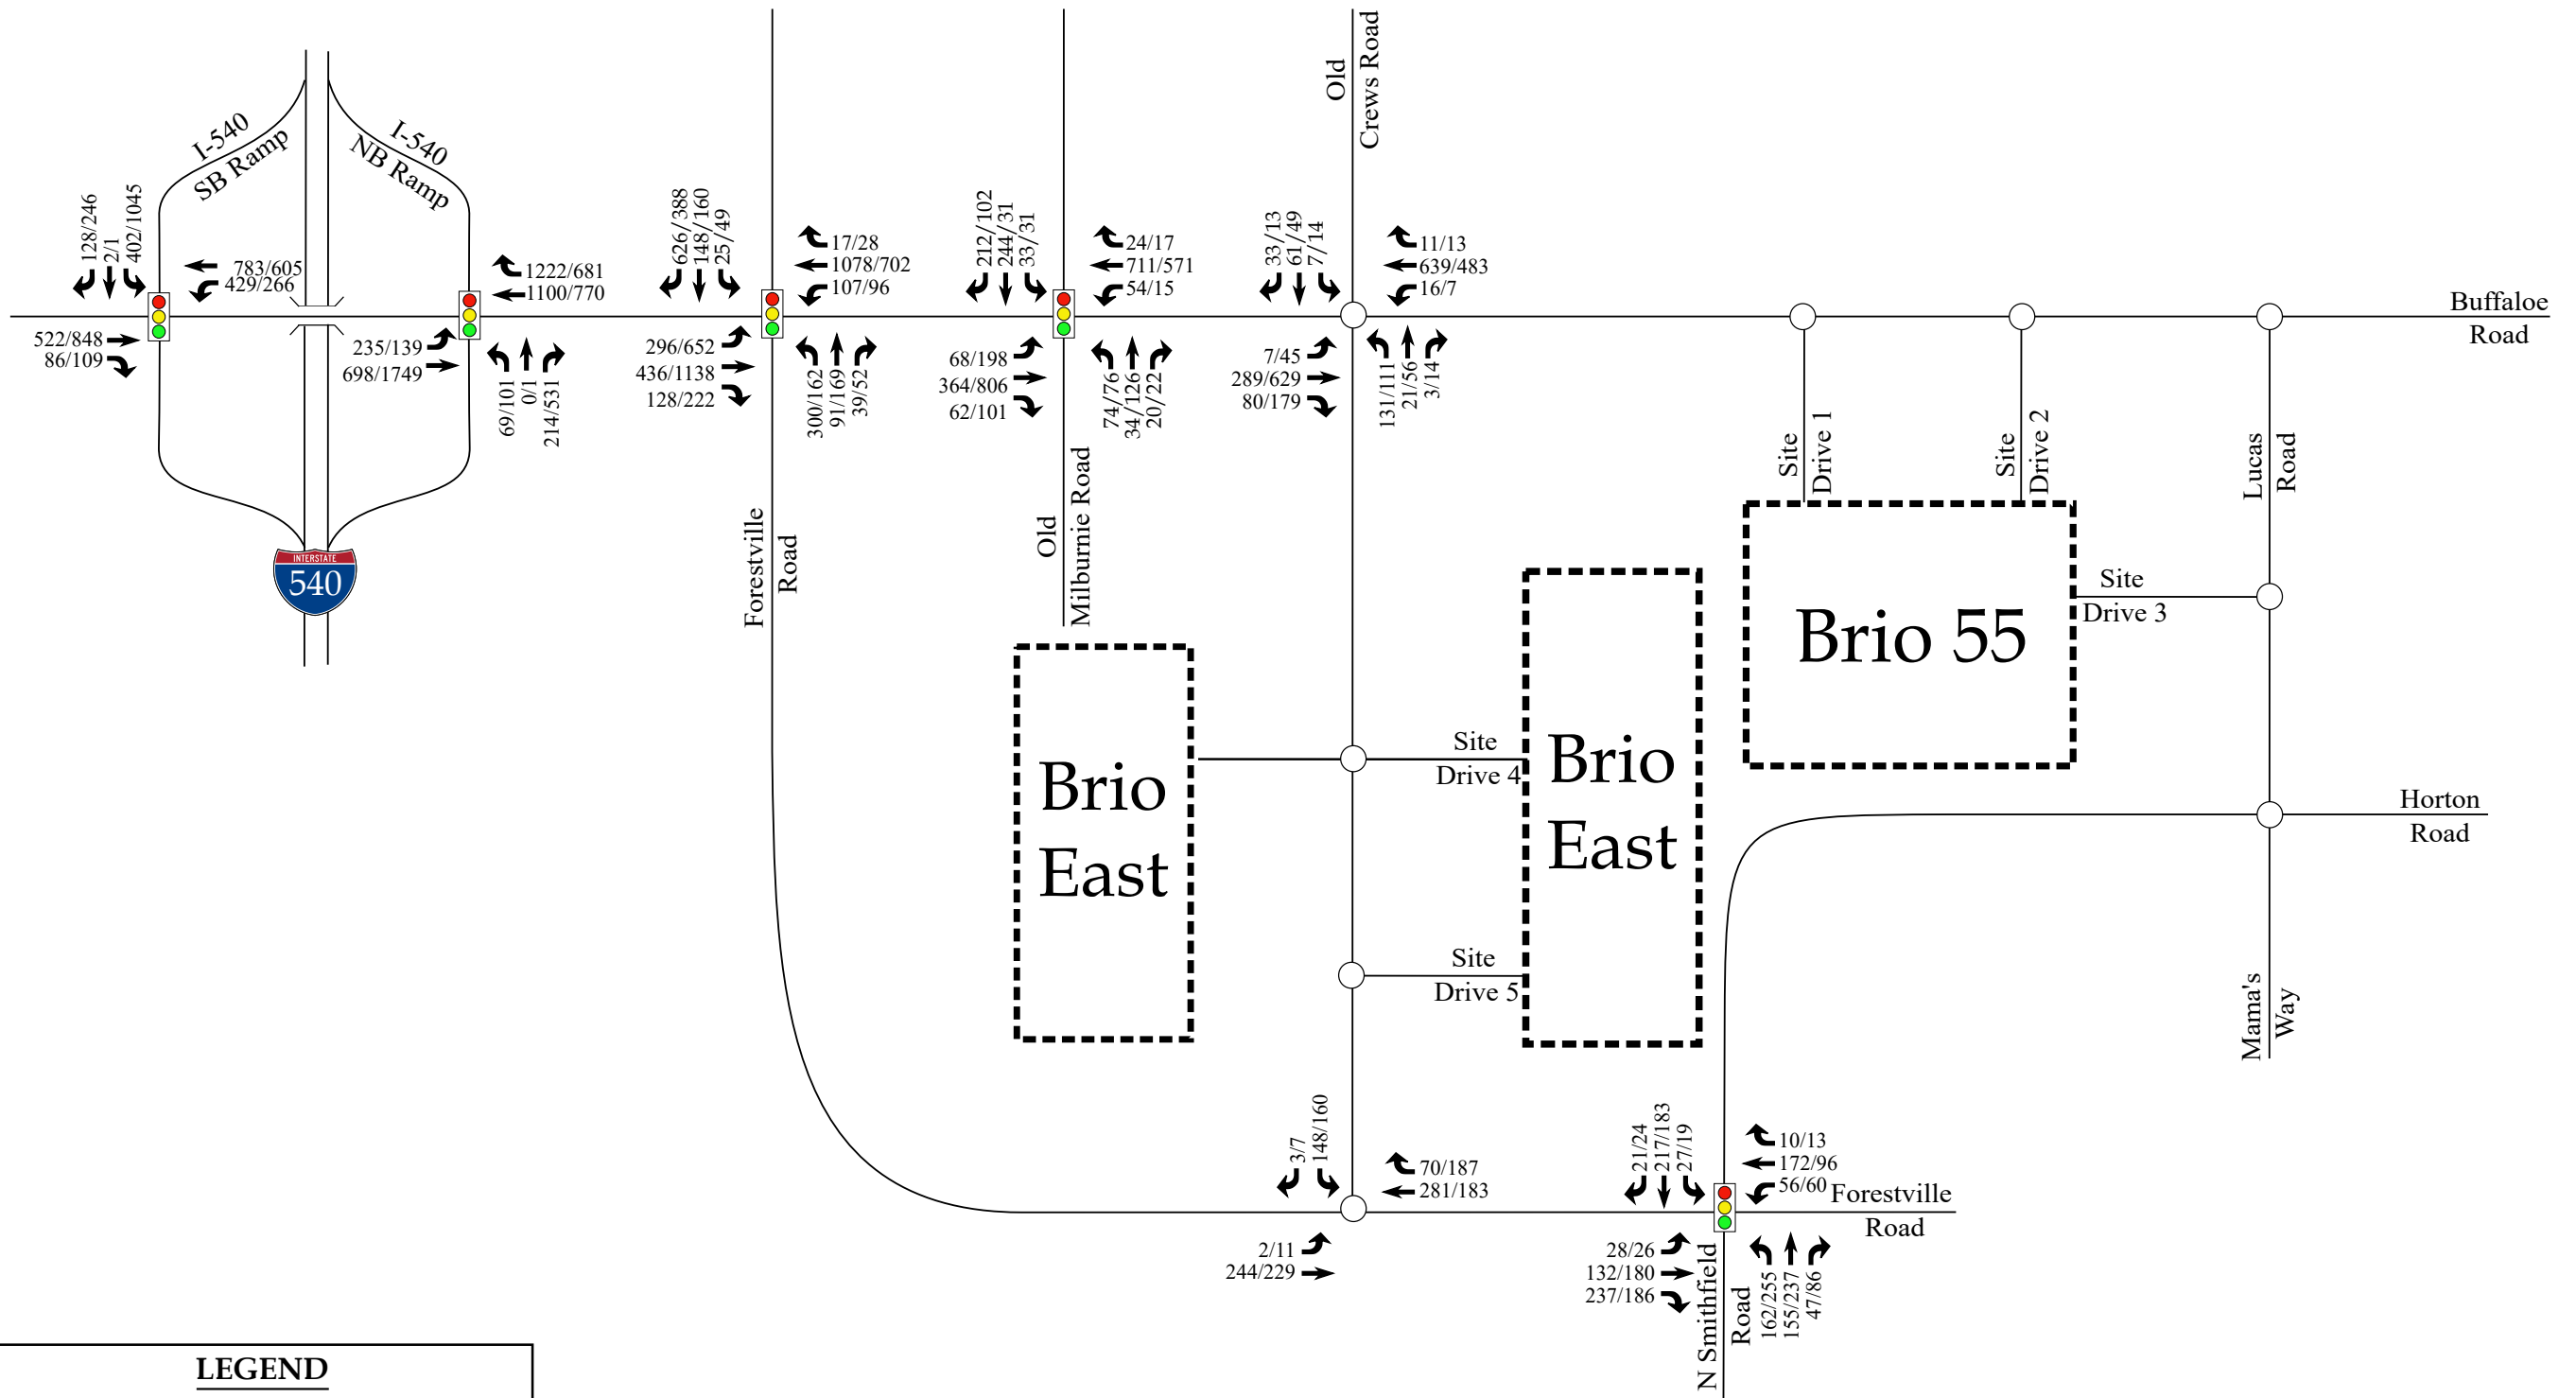 Old
Crews Road
I-540
SB Ramp
I-540
NB Ramp
128/246
2/1
402/1045
783/605
429/266
522/848
86/109
1222/681
1100/770
235/139
698/1749
69/101
0/1
214/531
626/388
148/160
25/49
17/28
1078/702
107/96
296/652
436/1138
128/222
300/162
91/169
39/52
212/102
244/31
33/31
24/17
711/571
54/15
68/198
364/806
62/101
74/76
34/126
20/22
33/13
61/49
7/14
11/13
639/483
16/7
7/45
289/629
80/179
131/111
21/56
3/14
Buffaloe
Road
Site
Drive 1
Site
Drive 2
Lucas
Road
Forestville
Road
Old
Milburnie Road
INTERSTATE
540
Brio 55
Site
Drive 3
Brio
East
Site
Drive 4
Brio
East
Horton
Road
Site
Drive 5
Mama's
Way
3/7
148/160
70/187
281/183
2/11
244/229
21/24
217/183
27/19
10/13
172/96
56/60
Forestville
Road
28/26
132/180
237/186
N Smithfield
Road
162/255
155/237
47/86
LEGEND